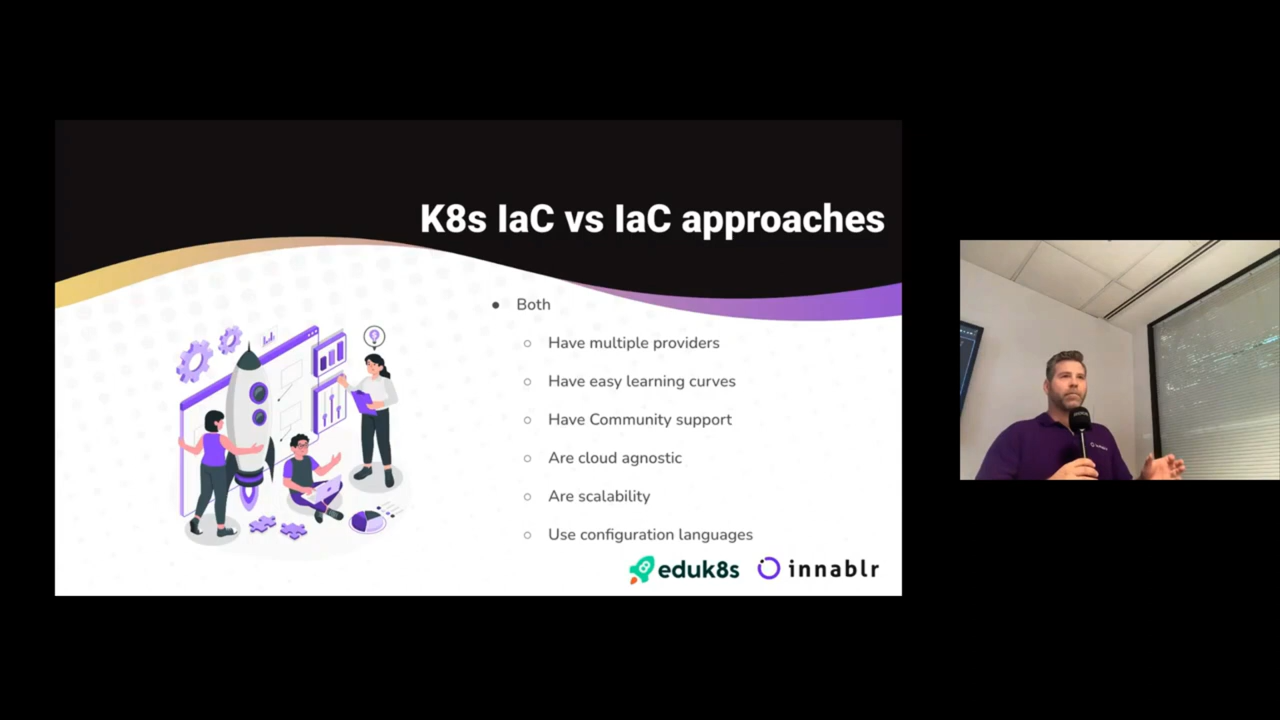 K8s IaC vs IaC approaches
● Both
○ Have multiple providers
○ Have easy learning curves
○ Have Community support
○ Are cloud agnostic
○ Are scalability
○ Use configuration languages
eduk8s
innablr